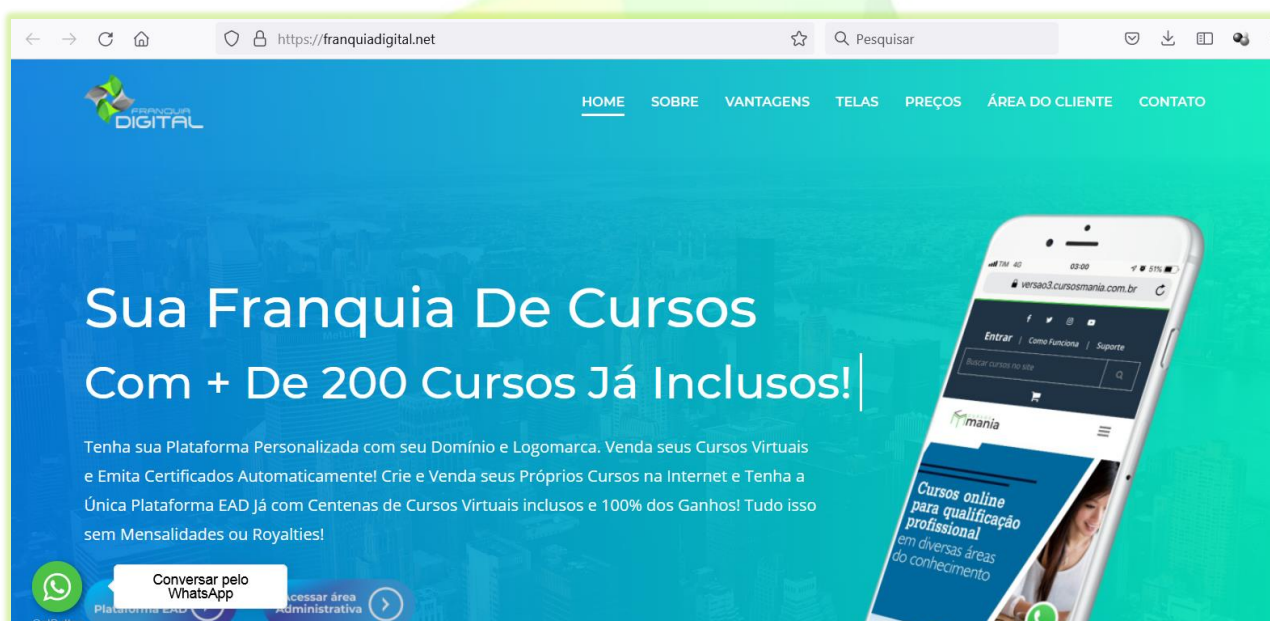 https://franquiadigital.net
Pesquisar
FRANQUIA
DIGITAL
HOME SOBRE VANTAGENS TELAS PREÇOS ÁREA DO CLIENTE CONTATO
Sua Franquia De Cursos
Com + De 200 Cursos Já Inclusos!
Tenha sua Plataforma Personalizada com seu Domínio e Logomarca. Venda seus Cursos Virtuais
e Emita Certificados Automaticamente! Crie e Venda seus Próprios Cursos na Internet e Tenha a
Única Plataforma EAD Já com Centenas de Cursos Virtuais inclusos e 100% dos Ganhos! Tudo isso
sem Mensalidades ou Royalties!
Conversar pelo
WhatsApp
Plataforma EAD
Acessar área
Administrativa
TIM 4G 03:00 51%
versao3.cursosmania.com.br
Entrar | Como Funciona | Suporte
Buscar cursos no site
mania
Cursos online
para qualificação
profissional
em diversas áreas
do conhecimento